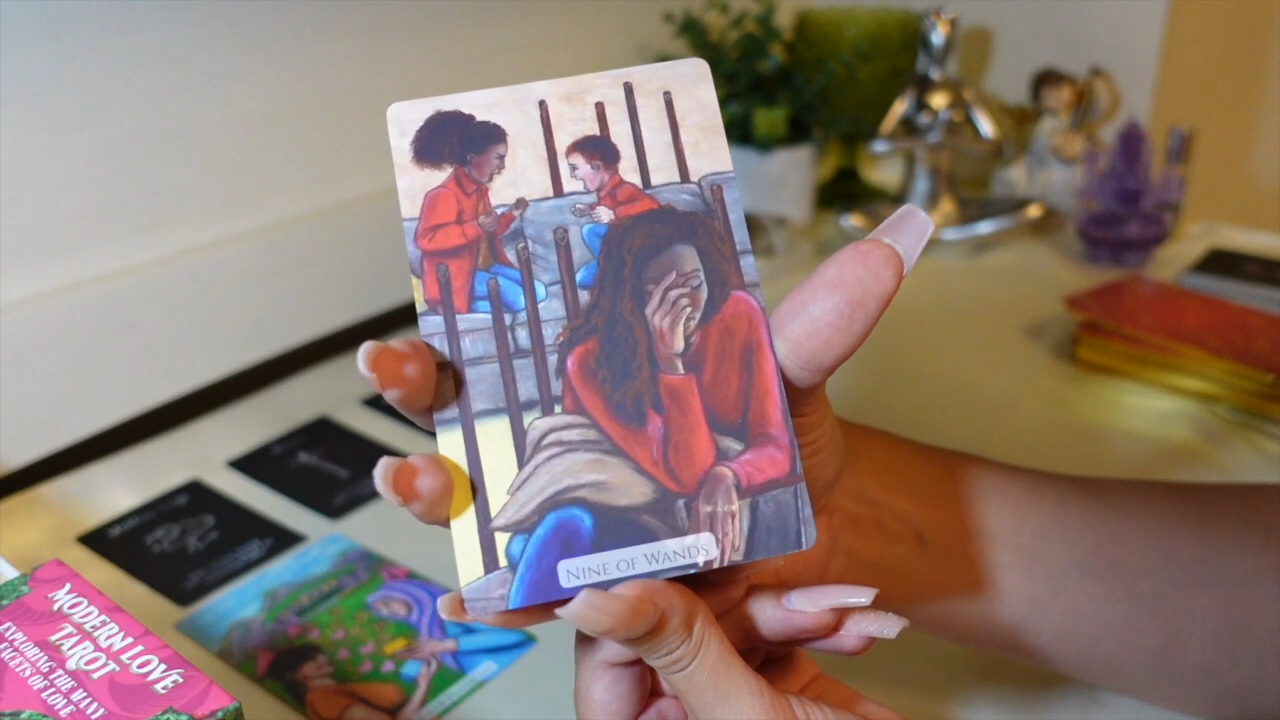 NINE OF WANDS
MODERN LOVE
TAROT
EXPLORING THE MANY
FACETS OF LOVE